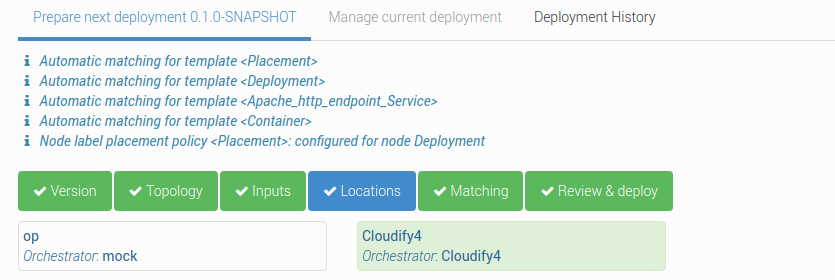 Prepare next deployment 0.1.0-SNAPSHOT Manage current deployment Deployment History
Automatic matching for template <Placement>
Automatic matching for template <Deployment>
Automatic matching for template <Apache_http_endpoint_Service>
Automatic matching for template <Container>
Node label placement policy <Placement>: configured for node Deployment
Version Topology Inputs Locations Matching Review & deploy
op Cloudify4
Orchestrator: mock Orchestrator: Cloudify4